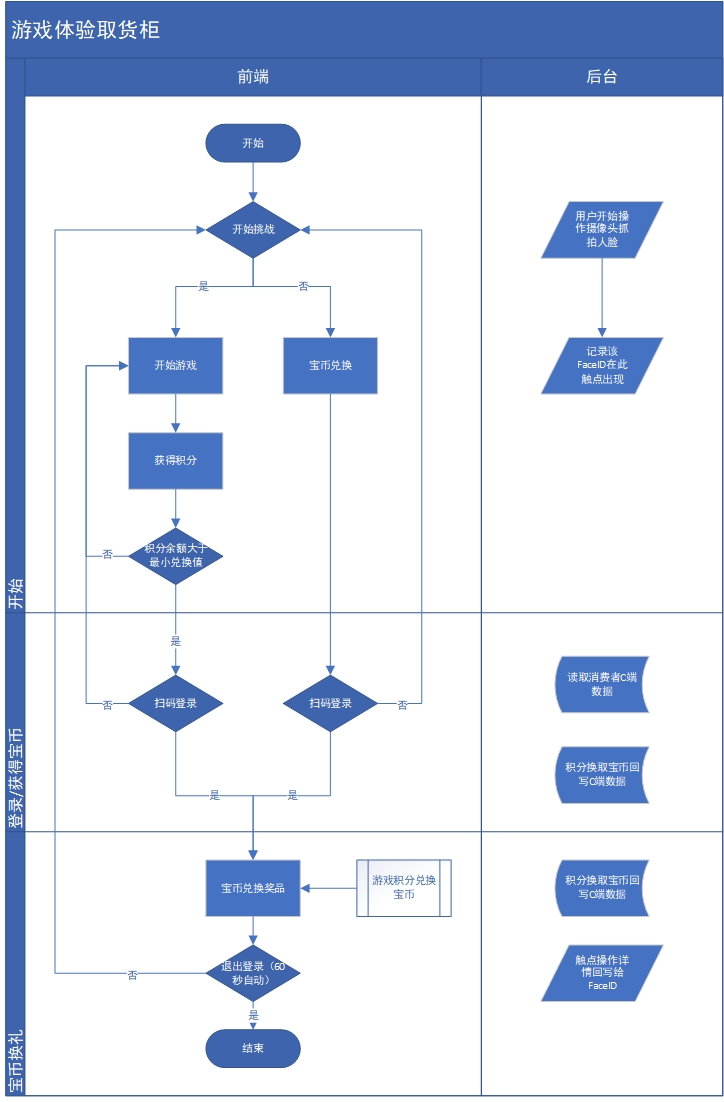 游戏体验取货柜
前端
后台
开始
开始
开始挑战
是
否
开始游戏
宝币兑换
获得积分
积分余额大于
最小兑换值
否
是
用户开始操
作摄像头抓
拍人脸
记录该
FaceID在此
触点出现
登录/获得宝币
扫码登录
扫码登录
否
否
是
是
读取消费者C端
数据
积分换取宝币回
写C端数据
宝币换礼
宝币兑换奖品
游戏积分兑换
宝币
退出登录（60
秒自动）
否
是
结束
积分换取宝币回
写C端数据
触点操作详
情回写给
FaceID